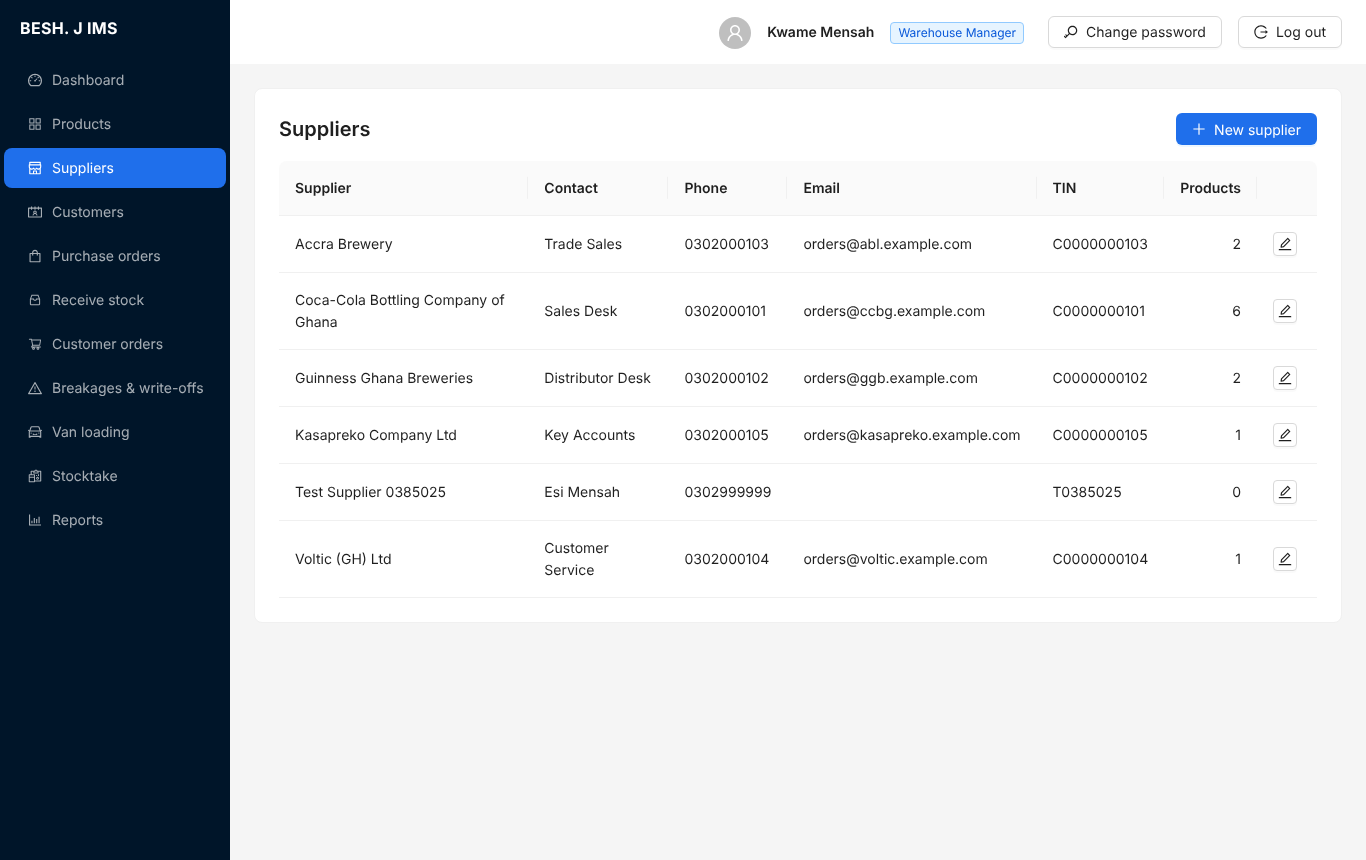 BESH. J IMS
Kwame Mensah Warehouse Manager Change password Log out
Dashboard
Products
Suppliers
Customers
Purchase orders
Receive stock
Customer orders
Breakages & write-offs
Van loading
Stocktake
Reports
Suppliers New supplier
Supplier Contact Phone Email TIN Products
Accra Brewery Trade Sales 0302000103 orders@abl.example.com C0000000103 2
Coca-Cola Bottling Company of
Ghana Sales Desk 0302000101 orders@ccbg.example.com C0000000101 6
Guinness Ghana Breweries Distributor Desk 0302000102 orders@ggb.example.com C0000000102 2
Kasapreko Company Ltd Key Accounts 0302000105 orders@kasapreko.example.com C0000000105 1
Test Supplier 0385025 Esi Mensah 0302999999 T0385025 0
Voltic (GH) Ltd Customer
Service 0302000104 orders@voltic.example.com C0000000104 1